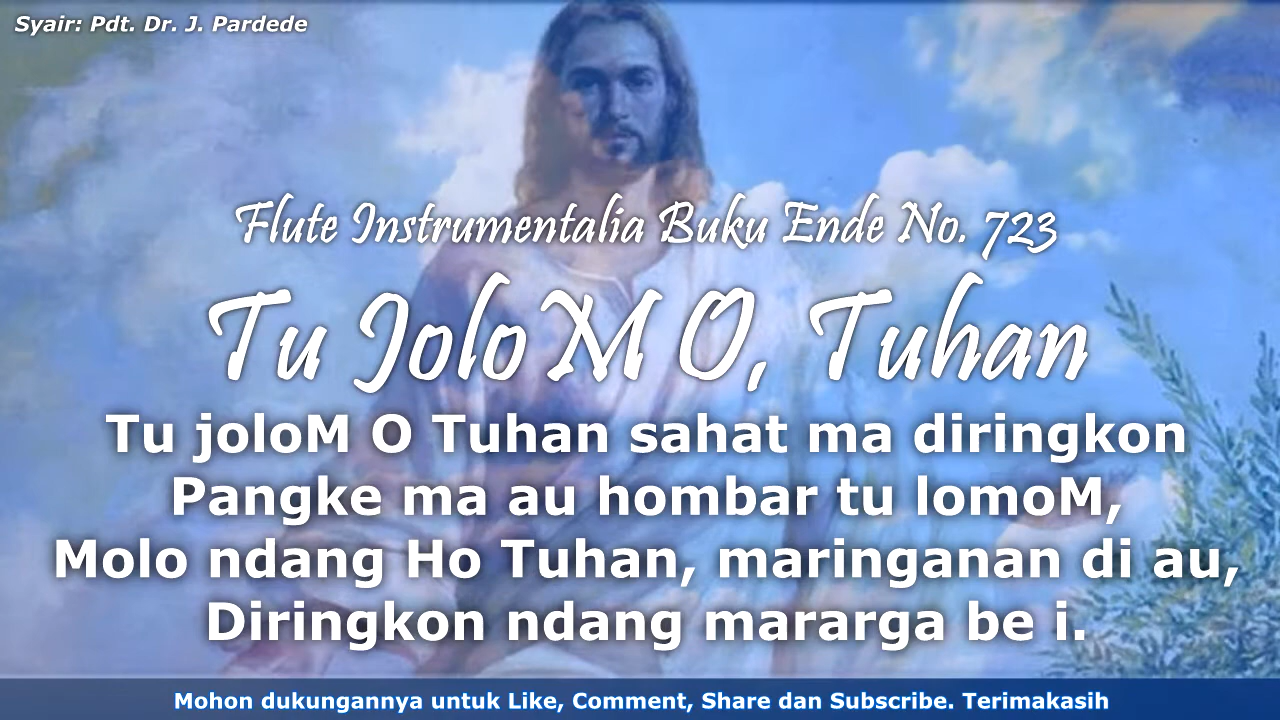 Syair: Pdt. Dr. J. Pardede
Flute Instrumentalia Buku Ende No. 723
Tu JoloM O, Tuhan
Tu joloM O Tuhan sahat ma diringkon
Pangke ma au hombar tu lomoM,
Molo ndang Ho Tuhan, maringanan di au,
Diringkon ndang mararga be i.
Mohon dukungannya untuk Like, Comment, Share dan Subscribe. Terimakasih